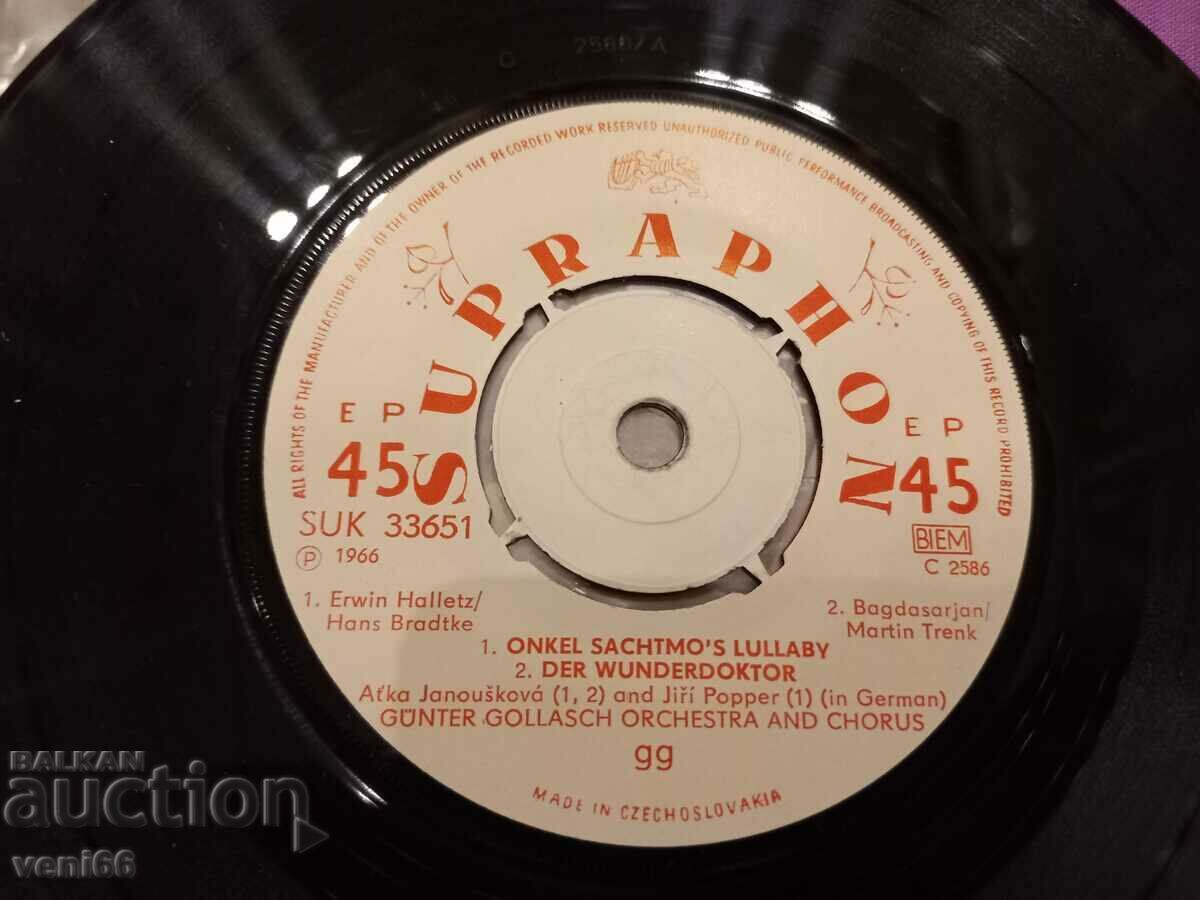 2586/A
ALL RIGHTS OF THE MANUFACTURER AND OF THE OWNER OF THE RECORDED WORK RESERVED UNAUTHORIZED PUBLIC PERFORMANCE BROADCASTING AND COPYING OF THIS RECORD PROHIBITED
SUPRAPHON
EP
45
EP
45
SUK 33651
BIEM
Ⓟ 1966
C 2586
1. Erwin Halletz/
Hans Bradtke
2. Bagdasarjan/
Martin Trenk
1. ONKEL SACHTMO'S LULLABY
2. DER WUNDERDOKTOR
Aťka Janoušková (1, 2) and Jiří Popper (1) (in German)
GÜNTER GOLLASCH ORCHESTRA AND CHORUS
gg
MADE IN CZECHOSLOVAKIA
BALKAN
auction
veni66